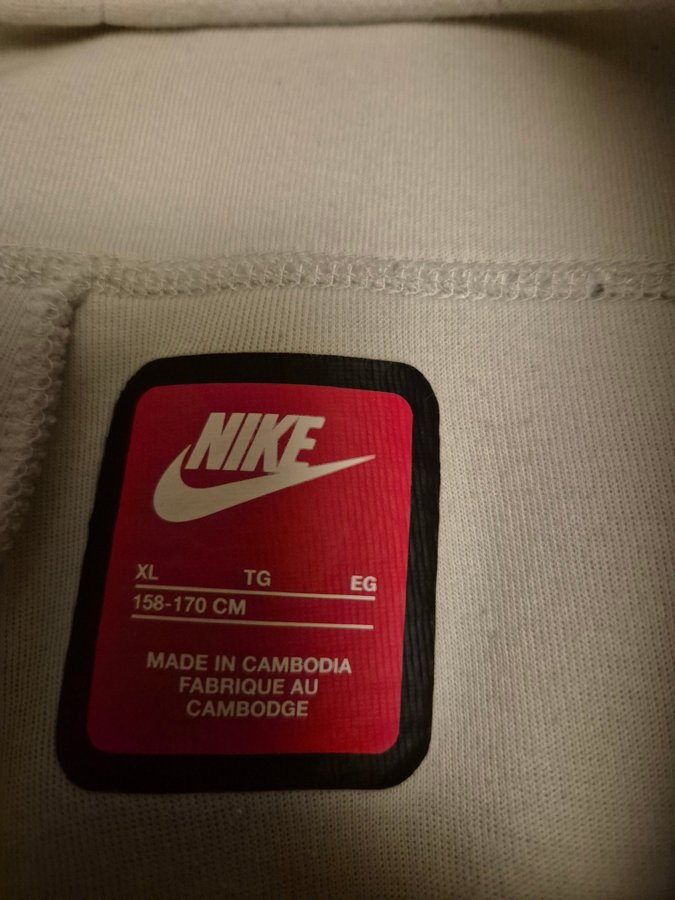 NIKE
XL TG EG
158-170 CM
MADE IN CAMBODIA
FABRIQUE AU
CAMBODGE